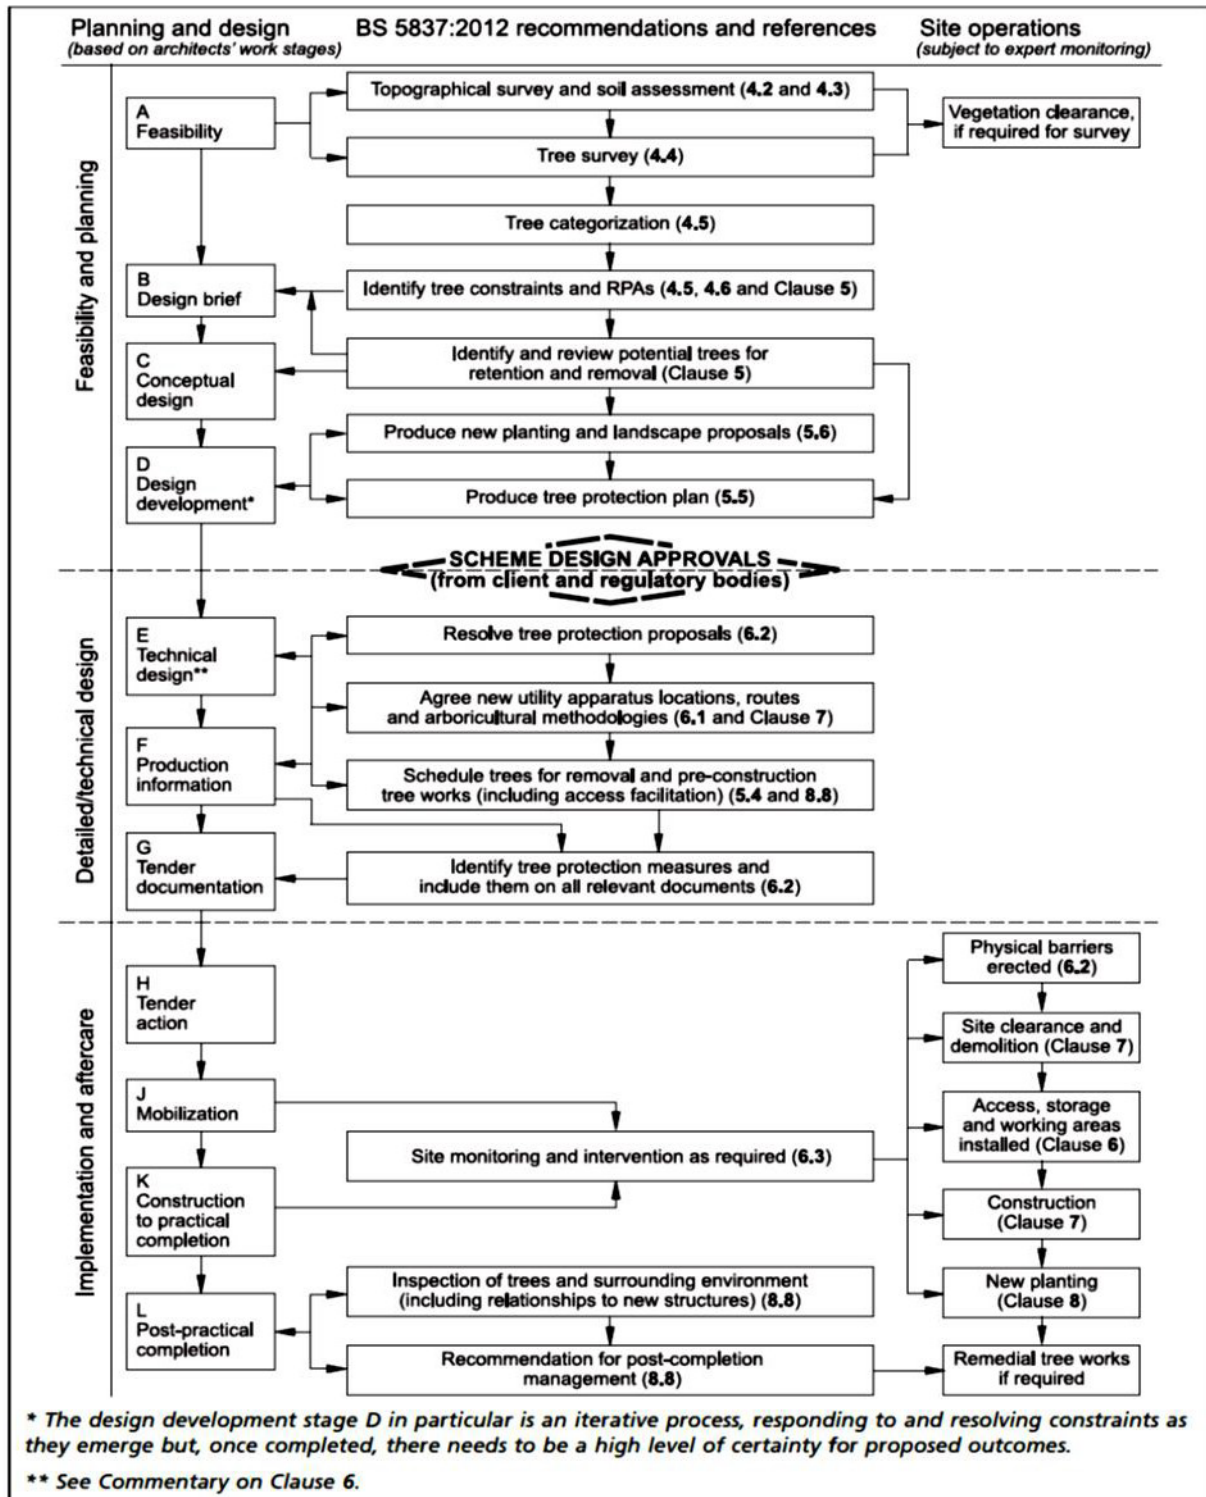 Planning and design
(based on architects' work stages)
BS 5837:2012 recommendations and references
Site operations
(subject to expert monitoring)
Feasibility and planning
A
Feasibility
Topographical survey and soil assessment (4.2 and 4.3)
Vegetation clearance,
if required for survey
Tree survey (4.4)
Tree categorization (4.5)
B
Design brief
Identify tree constraints and RPAs (4.5, 4.6 and Clause 5)
C
Conceptual
design
Identify and review potential trees for
retention and removal (Clause 5)
Produce new planting and landscape proposals (5.6)
D
Design
development*
Produce tree protection plan (5.5)
SCHEME DESIGN APPROVALS
(from client and regulatory bodies)
Detailed/technical design
E
Technical
design**
Resolve tree protection proposals (6.2)
Agree new utility apparatus locations, routes
and arboricultural methodologies (6.1 and Clause 7)
F
Production
information
Schedule trees for removal and pre-construction
tree works (including access facilitation) (5.4 and 8.8)
G
Tender
documentation
Identify tree protection measures and
include them on all relevant documents (6.2)
Implementation and aftercare
H
Tender
action
Physical barriers
erected (6.2)
Site clearance and
demolition (Clause 7)
J
Mobilization
Access, storage
and working areas
installed (Clause 6)
Site monitoring and intervention as required (6.3)
K
Construction
to practical
completion
Construction
(Clause 7)
Inspection of trees and surrounding environment
(including relationships to new structures) (8.8)
New planting
(Clause 8)
L
Post-practical
completion
Recommendation for post-completion
management (8.8)
Remedial tree works
if required
* The design development stage D in particular is an iterative process, responding to and resolving constraints as
they emerge but, once completed, there needs to be a high level of certainty for proposed outcomes.
** See Commentary on Clause 6.